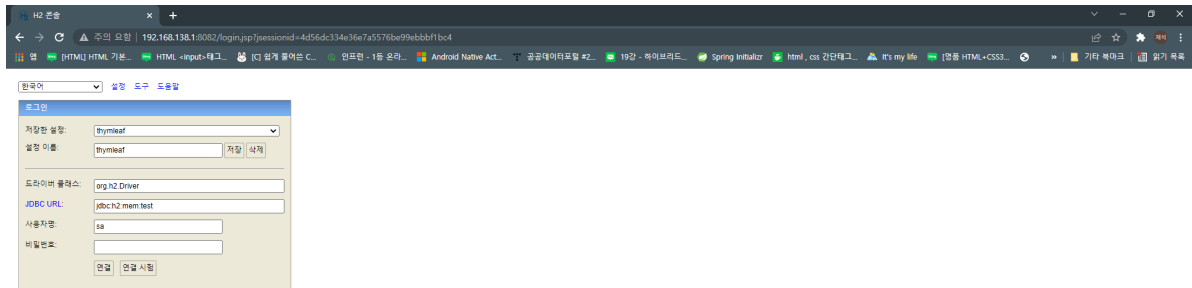 H2 콘솔
주의 요함 | 192.168.138.1:8082/login.jsp?jsessionid=4d56dc334e36e7a5576be99ebbbf1bc4
재석
앱 [HTML] HTML 기본... HTML <input>태그... [C] 쉽게 풀어쓴 C... 인프런 - 1등 온라... Android Native Act... 공공데이터포털 #2... 19강 - 하이브리드... Spring Initializr html , css 간단태그... It's my life [명품 HTML+CSS3... » 기타 북마크 읽기 목록
한국어 설정 도구 도움말
로그인
저장한 설정: thymleaf
설정 이름: thymleaf 저장 삭제
드라이버 클래스: org.h2.Driver
JDBC URL: jdbc:h2:mem:test
사용자명: sa
비밀번호:
연결 연결 시험